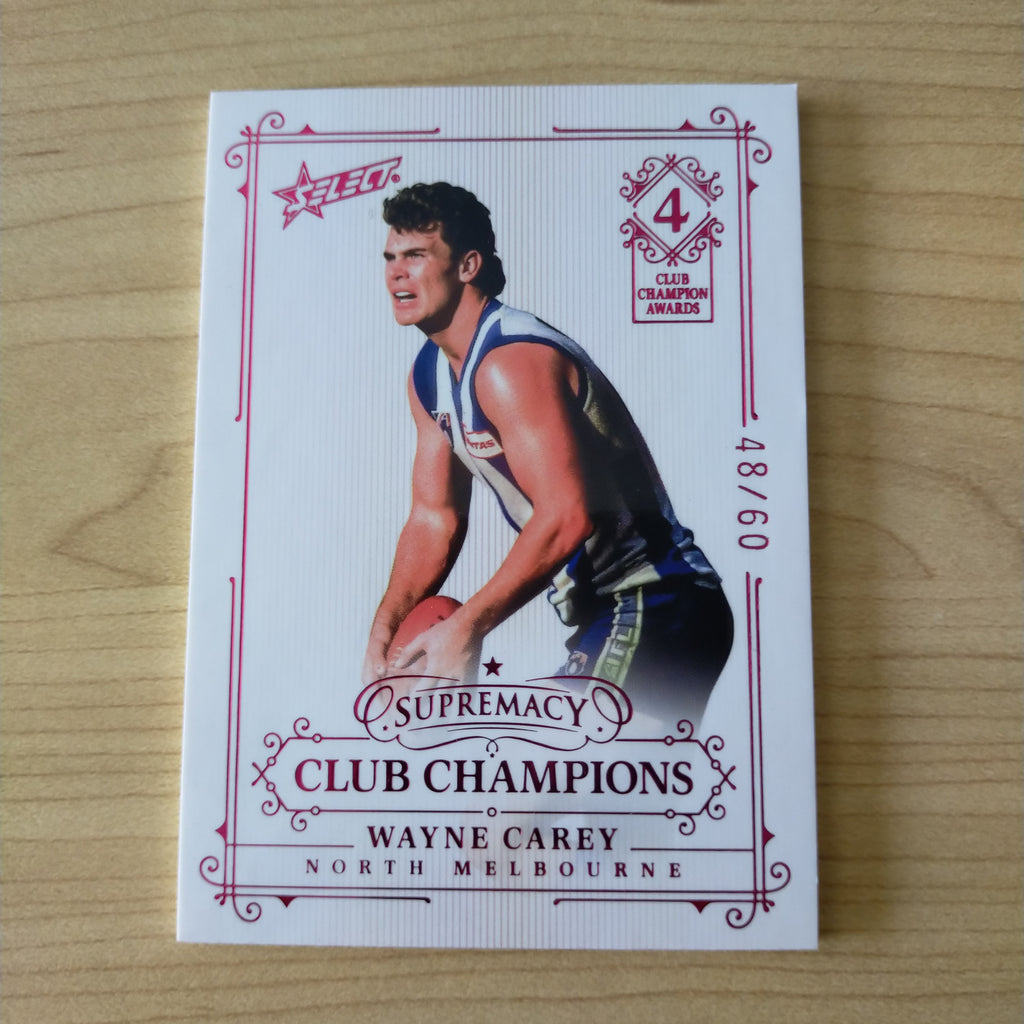 SELECT
4
CLUB
CHAMPION
AWARDS
48/60
SUPREMACY
CLUB CHAMPIONS
WAYNE CAREY
NORTH MELBOURNE